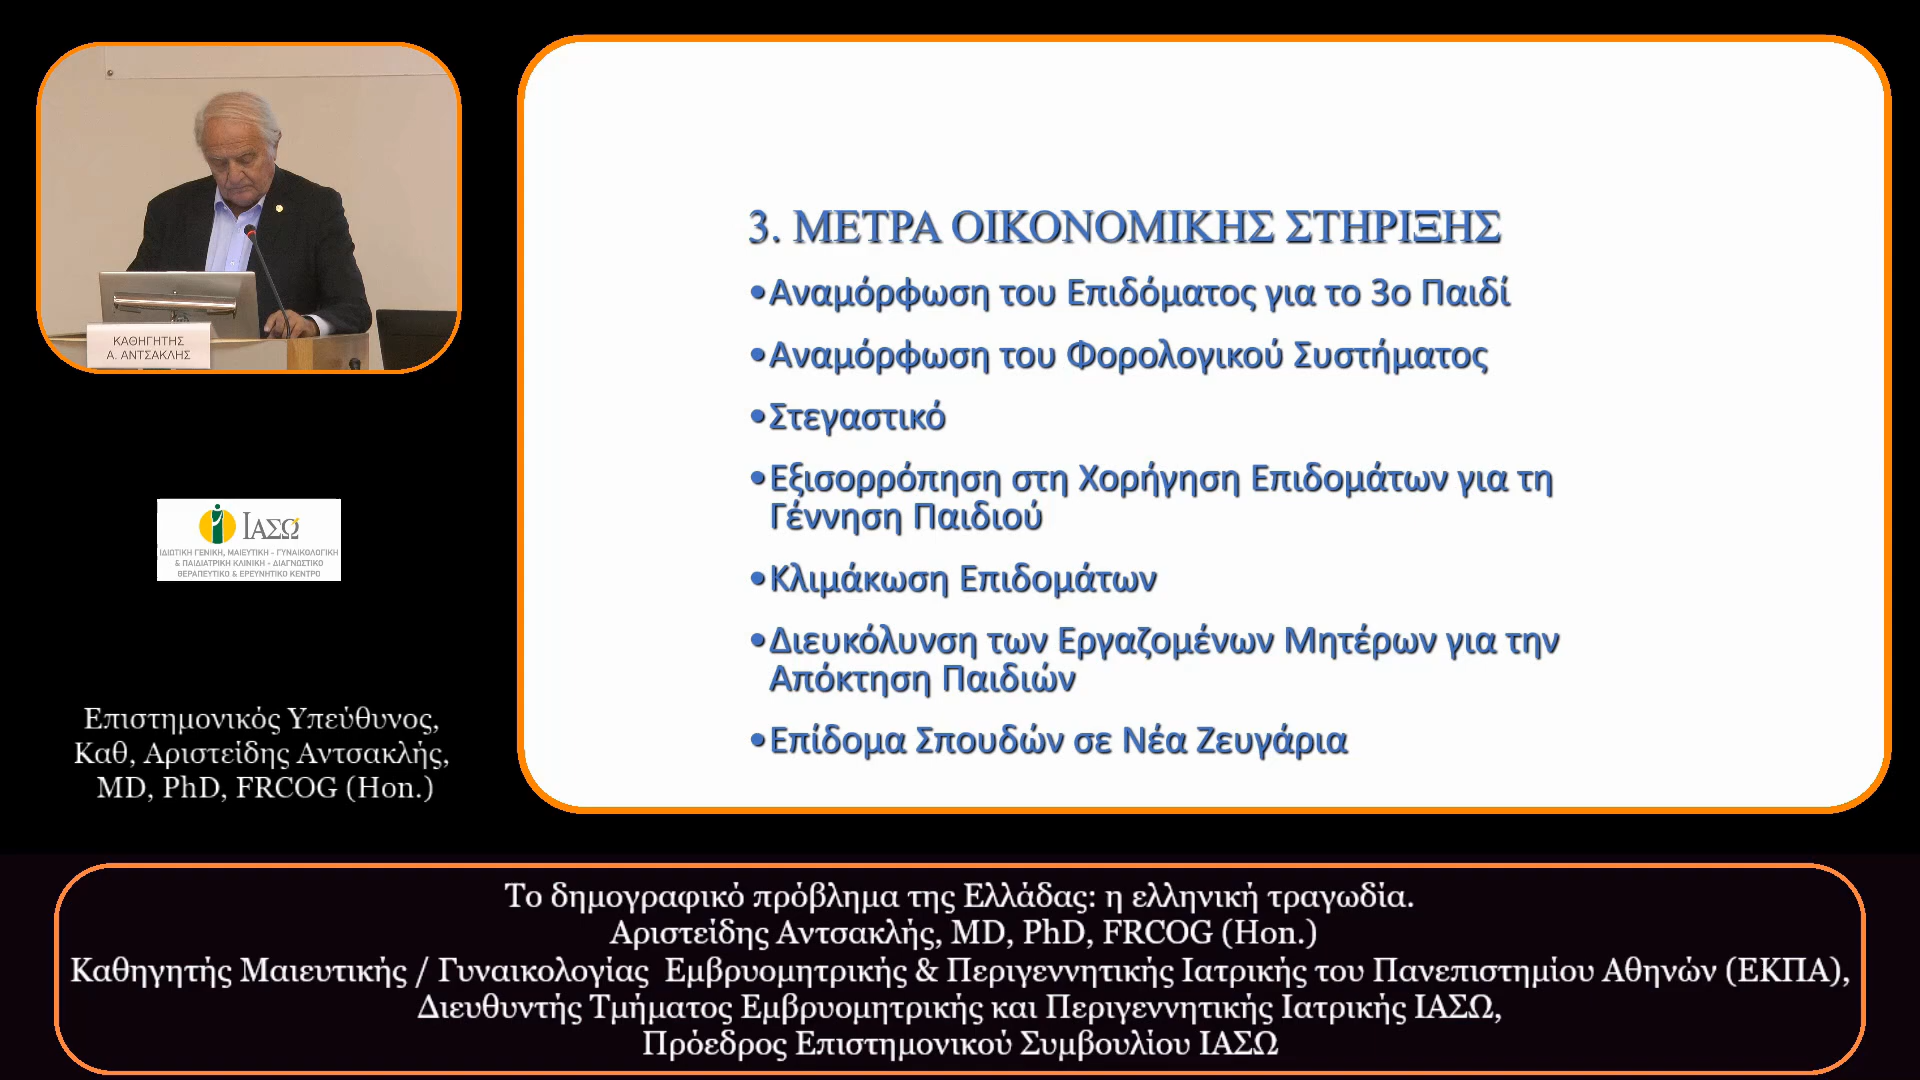 ΚΑΘΗΓΗΤΗΣ
Α. ΑΝΤΣΑΚΛΗΣ
ΙΑΣΩ
ΙΔΙΩΤΙΚΗ ΓΕΝΙΚΗ, ΜΑΙΕΥΤΙΚΗ - ΓΥΝΑΙΚΟΛΟΓΙΚΗ
& ΠΑΙΔΙΑΤΡΙΚΗ ΚΛΙΝΙΚΗ - ΔΙΑΓΝΩΣΤΙΚΟ
ΘΕΡΑΠΕΥΤΙΚΟ & ΕΡΕΥΝΗΤΙΚΟ ΚΕΝΤΡΟ
Επιστημονικός Υπεύθυνος,
Καθ, Αριστείδης Αντσακλής,
MD, PhD, FRCOG (Hon.)
3. ΜΕΤΡΑ ΟΙΚΟΝΟΜΙΚΗΣ ΣΤΗΡΙΞΗΣ
•Αναμόρφωση του Επιδόματος για το 3ο Παιδί
•Αναμόρφωση του Φορολογικού Συστήματος
•Στεγαστικό
•Εξισορρόπηση στη Χορήγηση Επιδομάτων για τη
Γέννηση Παιδιού
•Κλιμάκωση Επιδομάτων
•Διευκόλυνση των Εργαζομένων Μητέρων για την
Απόκτηση Παιδιών
•Επίδομα Σπουδών σε Νέα Ζευγάρια
Το δημογραφικό πρόβλημα της Ελλάδας: η ελληνική τραγωδία.
Αριστείδης Αντσακλής, MD, PhD, FRCOG (Hon.)
Καθηγητής Μαιευτικής / Γυναικολογίας  Εμβρυομητρικής & Περιγεννητικής Ιατρικής του Πανεπιστημίου Αθηνών (ΕΚΠΑ),
Διευθυντής Τμήματος Εμβρυομητρικής και Περιγεννητικής Ιατρικής ΙΑΣΩ,
Πρόεδρος Επιστημονικού Συμβουλίου ΙΑΣΩ